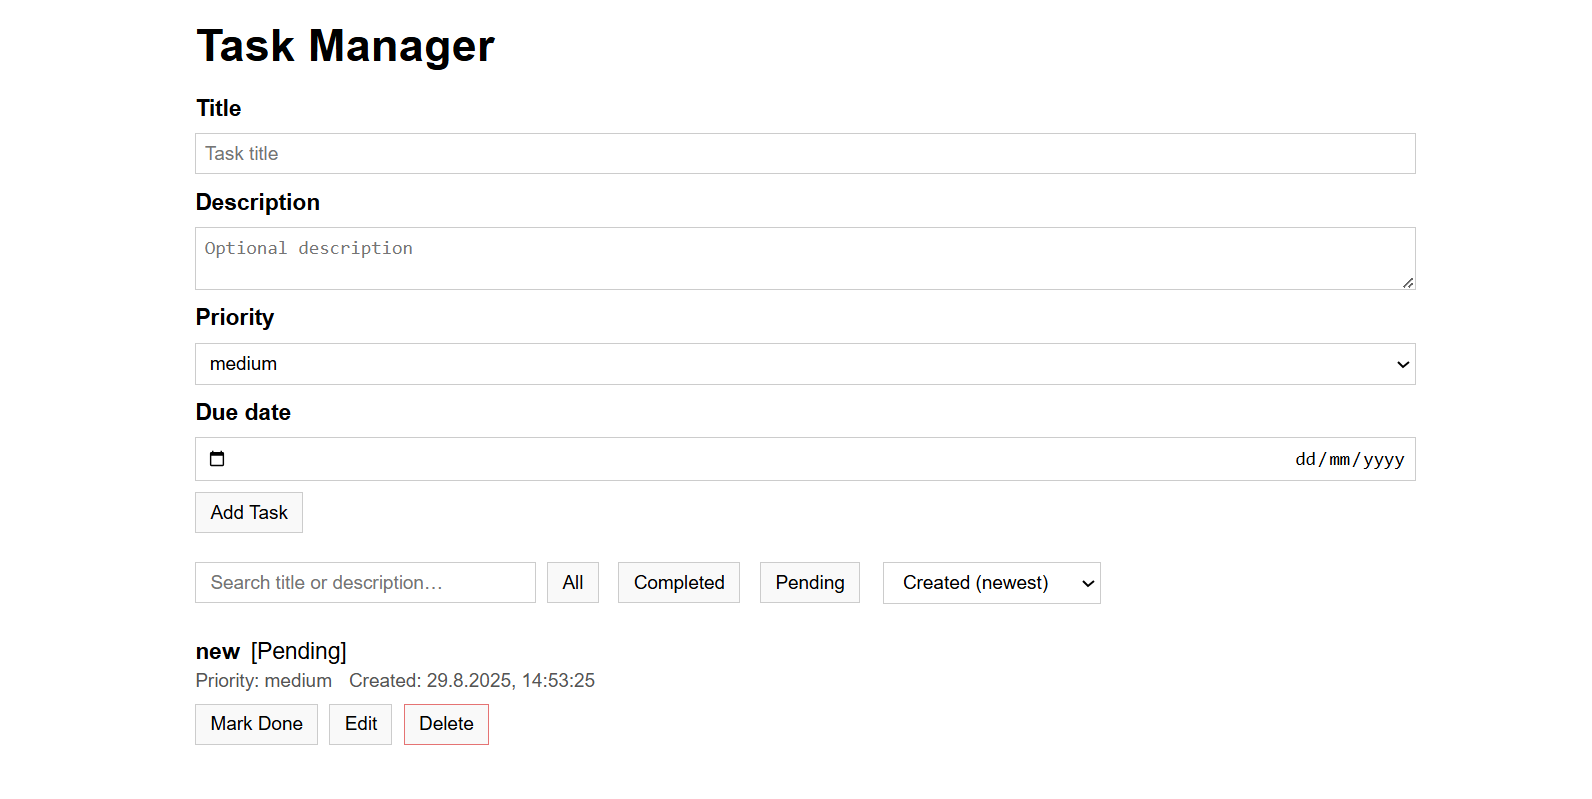 Task Manager
Title
Task title
Description
Optional description
Priority
medium
Due date
dd/mm/yyyy
Add Task
Search title or description… All Completed Pending Created (newest)
new [Pending]
Priority: medium Created: 29.8.2025, 14:53:25
Mark Done Edit Delete